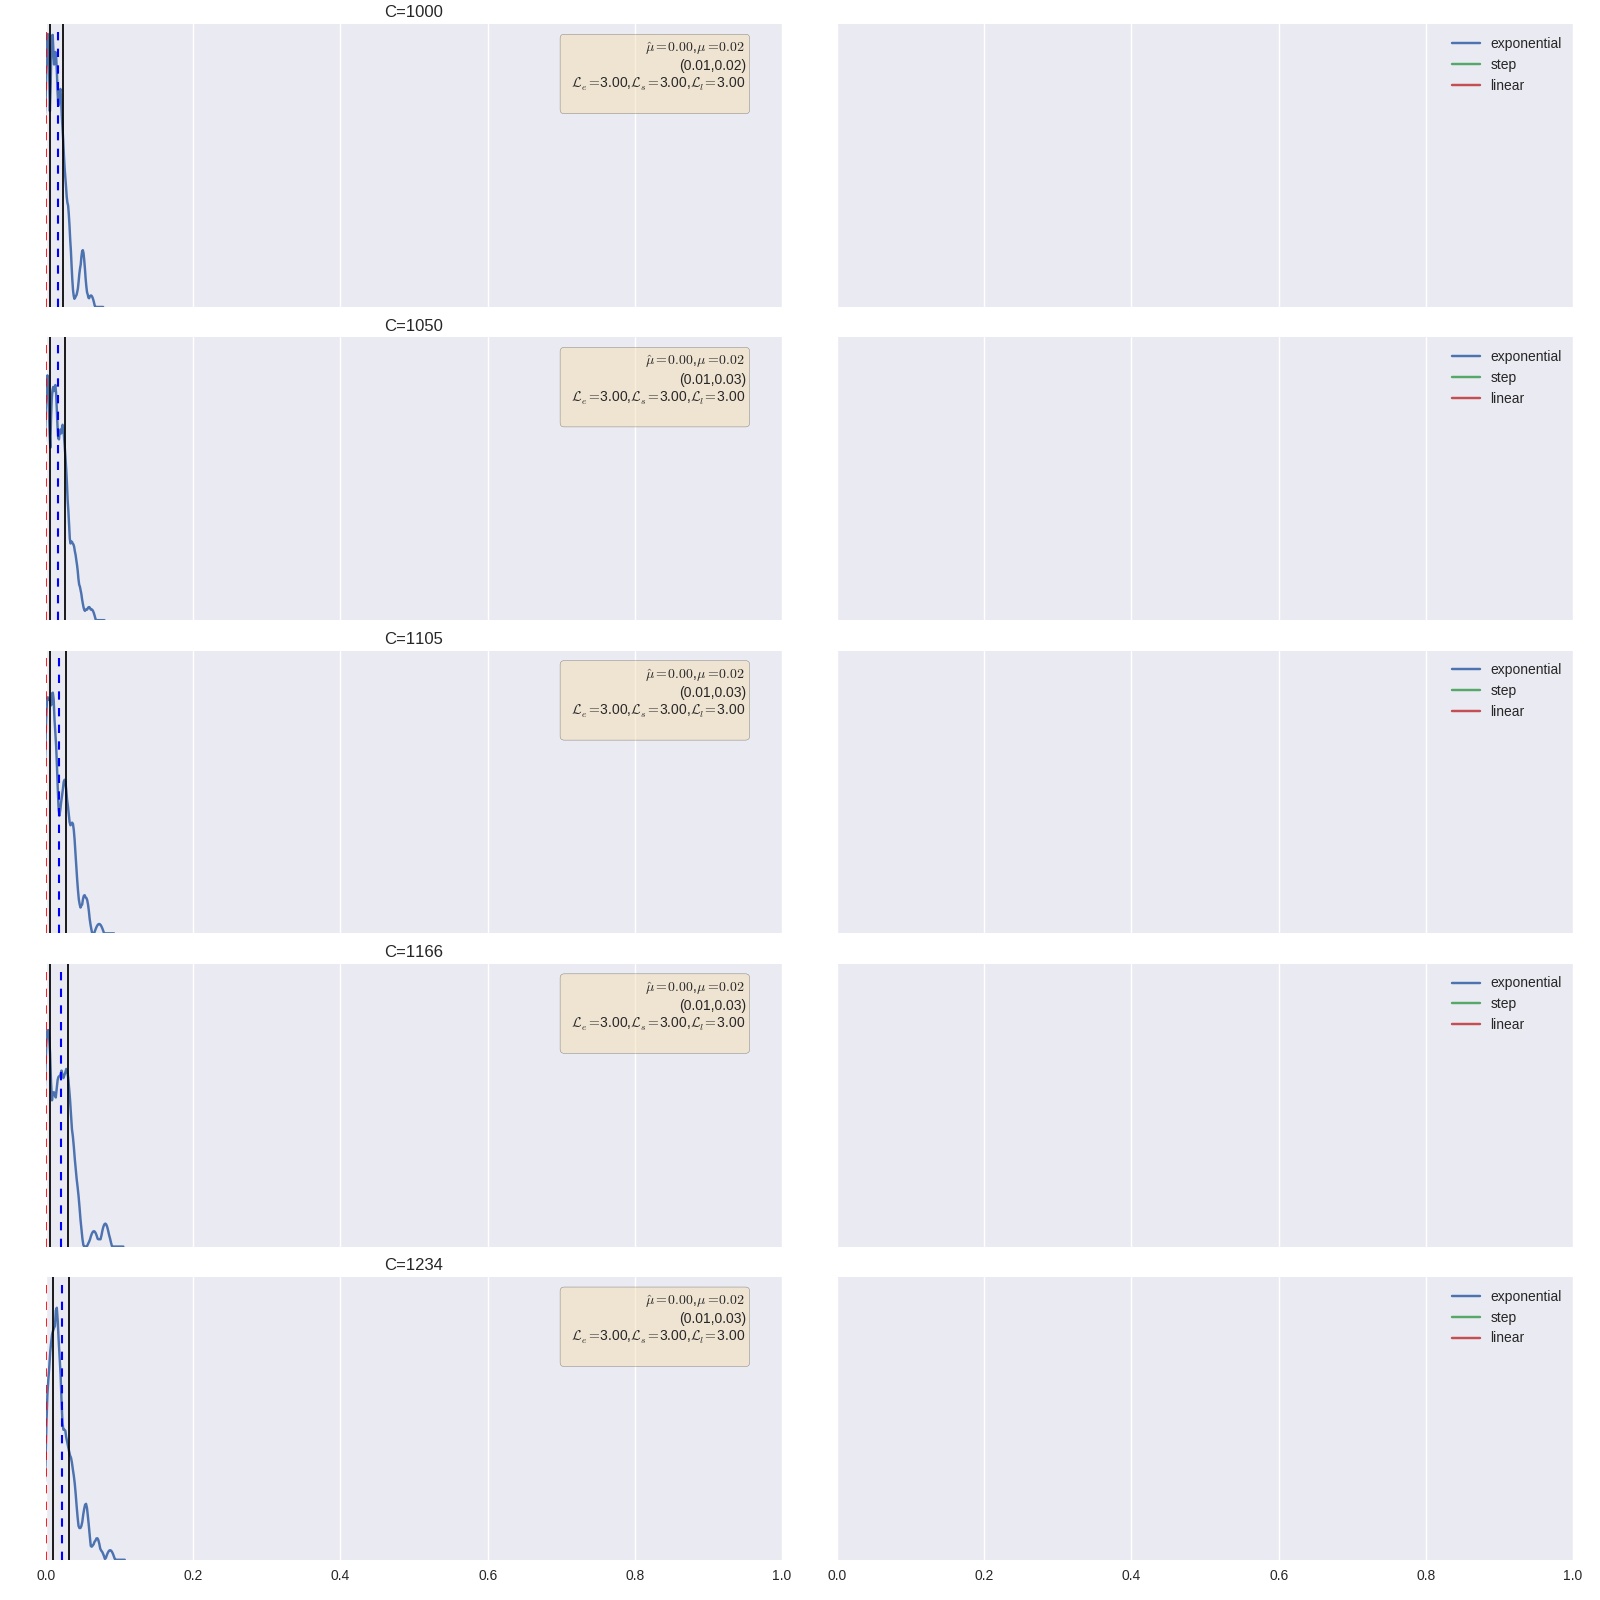 C=1000
μ̂=0.00,μ=0.02
(0.01,0.02)
ℒₑ=3.00,ℒₛ=3.00,ℒₗ=3.00
exponential
step
linear
C=1050
μ̂=0.00,μ=0.02
(0.01,0.03)
ℒₑ=3.00,ℒₛ=3.00,ℒₗ=3.00
exponential
step
linear
C=1105
μ̂=0.00,μ=0.02
(0.01,0.03)
ℒₑ=3.00,ℒₛ=3.00,ℒₗ=3.00
exponential
step
linear
C=1166
μ̂=0.00,μ=0.02
(0.01,0.03)
ℒₑ=3.00,ℒₛ=3.00,ℒₗ=3.00
exponential
step
linear
C=1234
μ̂=0.00,μ=0.02
(0.01,0.03)
ℒₑ=3.00,ℒₛ=3.00,ℒₗ=3.00
exponential
step
linear
0.0 0.2 0.4 0.6 0.8 1.0
0.0 0.2 0.4 0.6 0.8 1.0